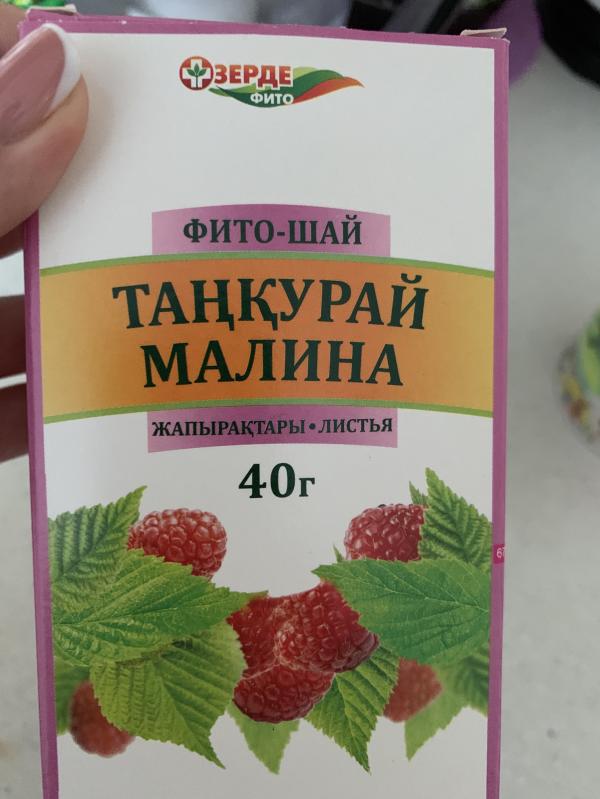 ЗЕРДЕ
ФИТО
ФИТО-ШАЙ
ТАҢҚУРАЙ
МАЛИНА
ЖАПЫРАҚТАРЫ•ЛИСТЬЯ
40г